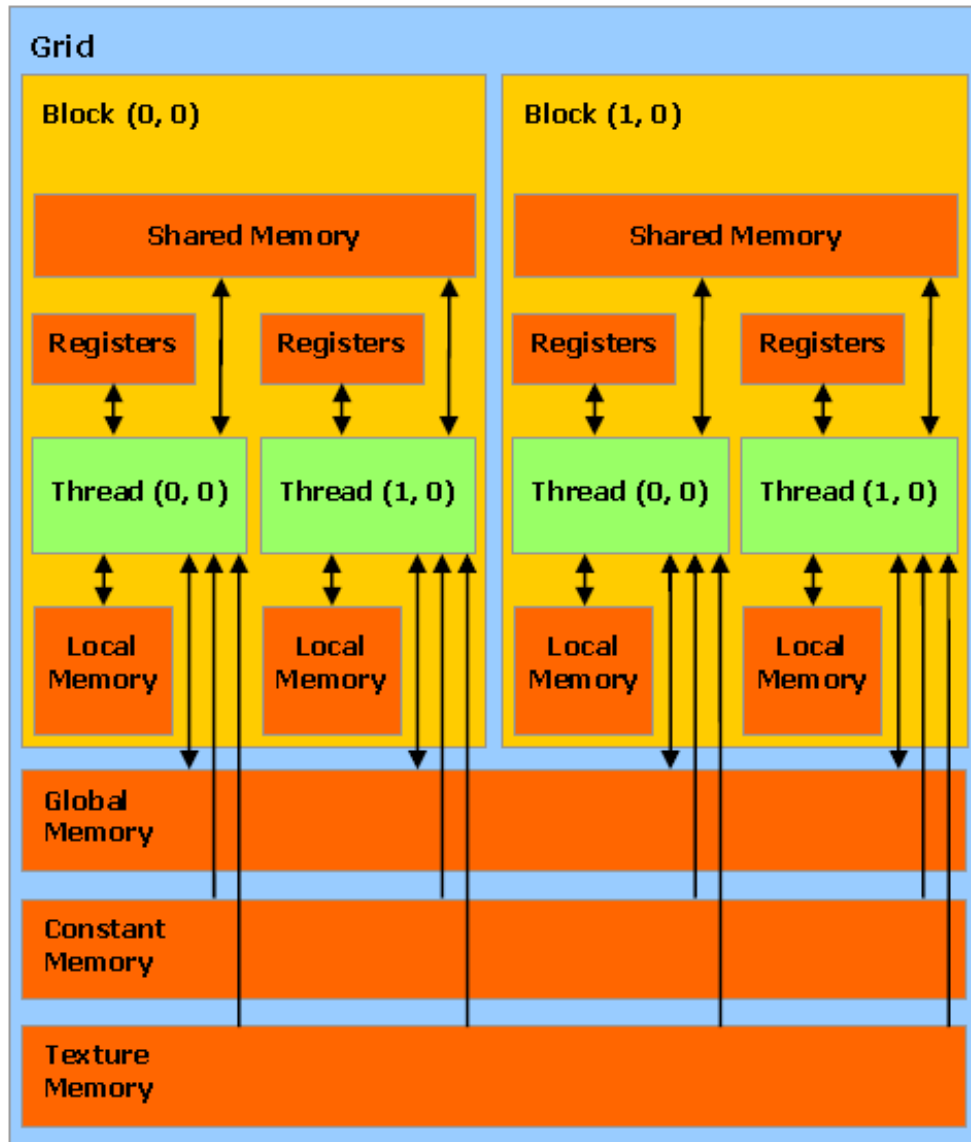 Grid
Block (0, 0)
Block (1, 0)
Shared Memory
Shared Memory
Registers
Registers
Registers
Registers
Thread (0, 0)
Thread (1, 0)
Thread (0, 0)
Thread (1, 0)
Local
Memory
Local
Memory
Local
Memory
Local
Memory
Global
Memory
Constant
Memory
Texture
Memory